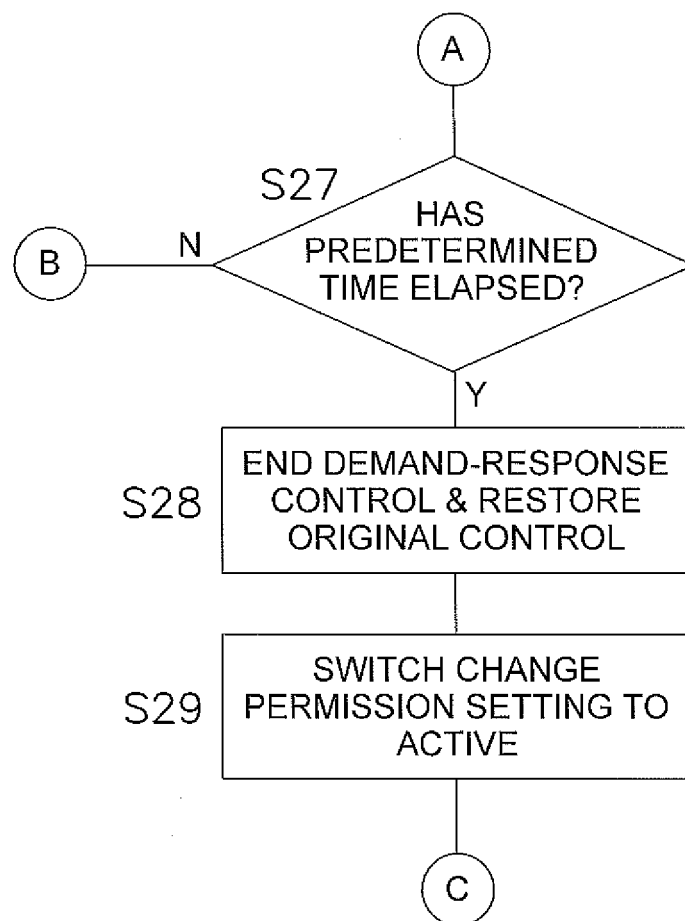 A
S27
HAS
PREDETERMINED
TIME ELAPSED?
N
B
Y
S28
END DEMAND-RESPONSE
CONTROL & RESTORE
ORIGINAL CONTROL
S29
SWITCH CHANGE
PERMISSION SETTING TO
ACTIVE
C